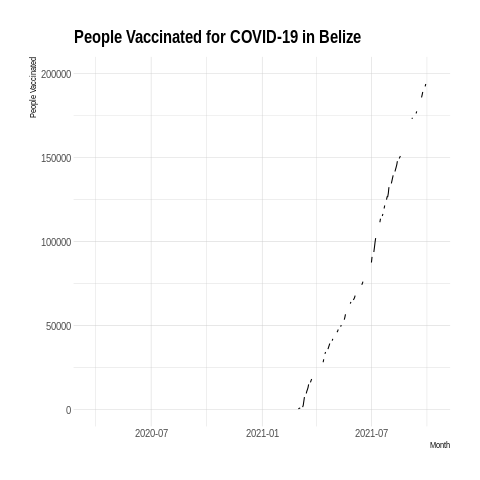 People Vaccinated for COVID-19 in Belize
People Vaccinated
200000
150000
100000
50000
0
2020-07 2021-01 2021-07
Month